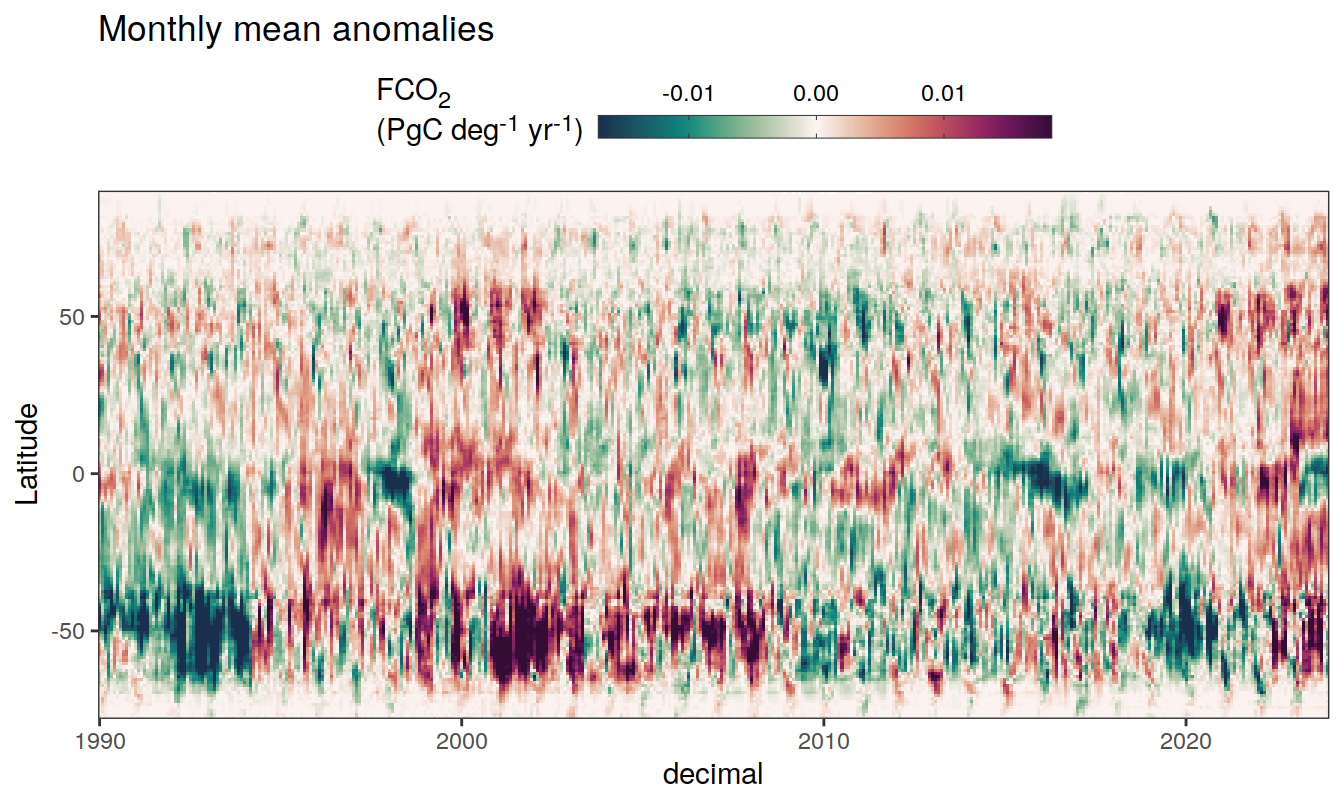 Monthly mean anomalies
FCO₂
(PgC deg⁻¹ yr⁻¹)
-0.01 0.00 0.01
Latitude
50
0
-50
1990 2000 2010 2020
decimal